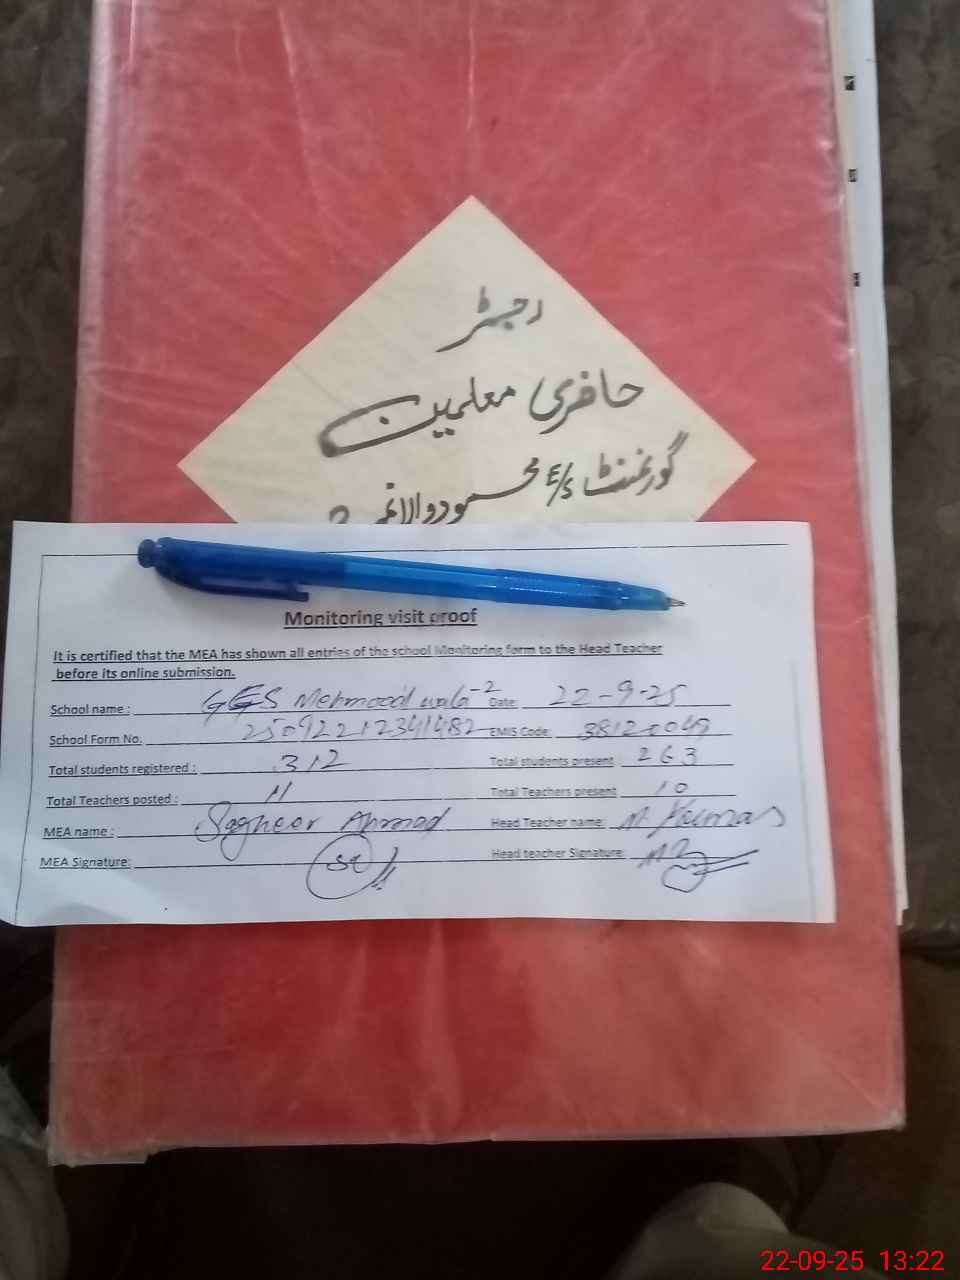 رجسٹر
حاضری معلمین
گورنمنٹ E/S محمود والا نمبر 2
Monitoring visit proof
It is certified that the MEA has shown all entries of the school Monitoring form to the Head Teacher
before its online submission.
School name : GES Mehmood wala-2 Date 22-9-25
School Form No. 25092212341482 EMIS Code: 38120049
Total students registered : 312 Total students present 263
Total Teachers posted : 11 Total Teachers present 10
MEA name : Sagheer Ahmad Head Teacher name: M.
MEA Signature: Head teacher Signature:
22-09-25 13:22